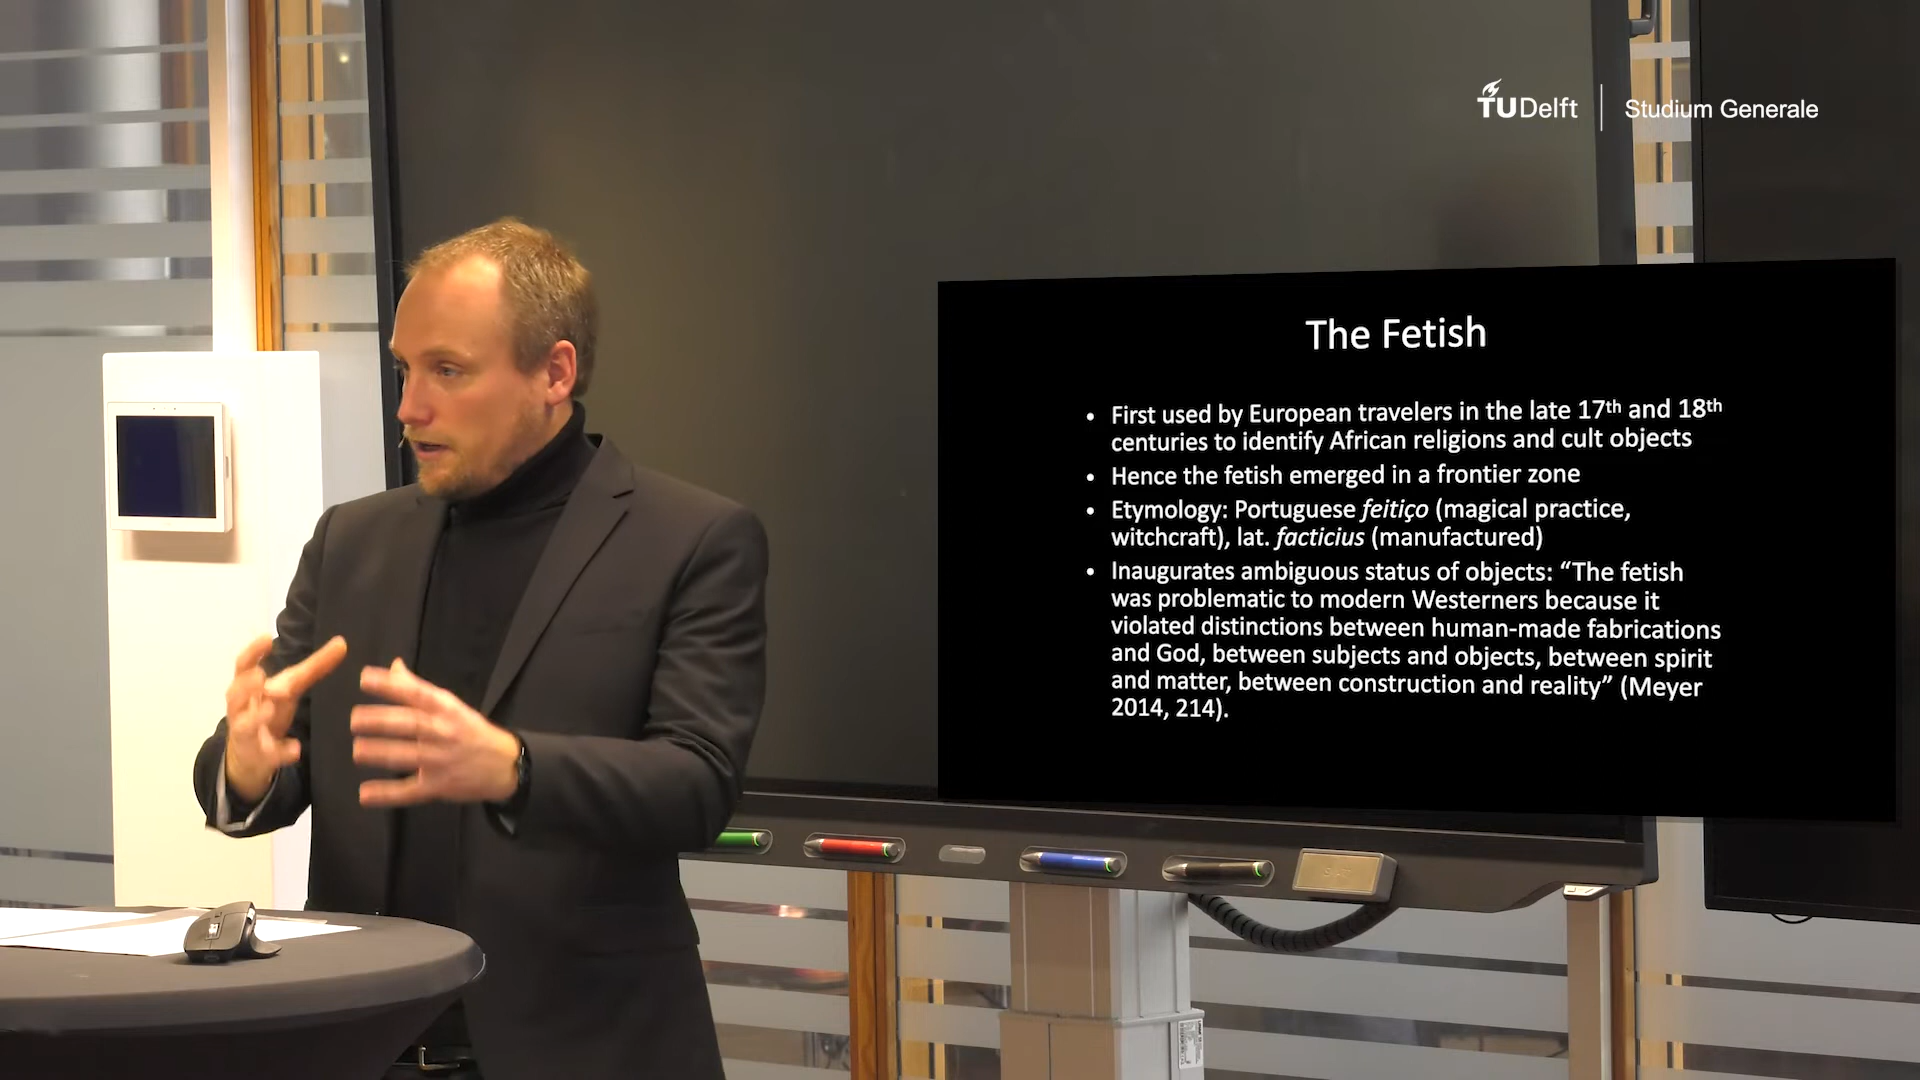 TUDelft | Studium Generale
The Fetish
• First used by European travelers in the late 17th and 18th
centuries to identify African religions and cult objects
• Hence the fetish emerged in a frontier zone
• Etymology: Portuguese feitiço (magical practice,
witchcraft), lat. facticius (manufactured)
• Inaugurates ambiguous status of objects: “The fetish
was problematic to modern Westerners because it
violated distinctions between human-made fabrications
and God, between subjects and objects, between spirit
and matter, between construction and reality” (Meyer
2014, 214).